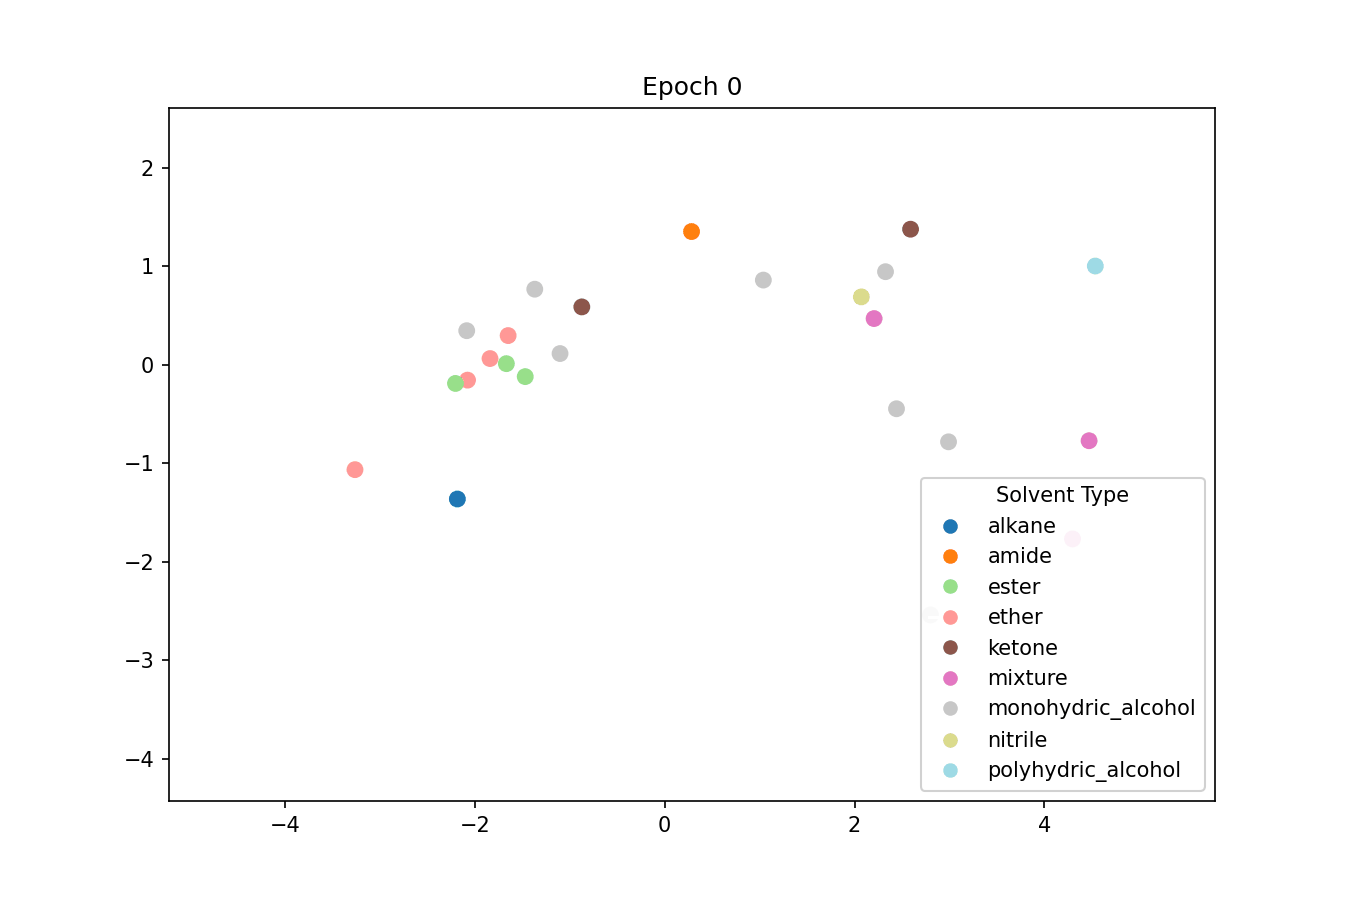 Epoch 0
2
1
0
−1
−2
−3
−4
−4
−2
0
2
4
Solvent Type
alkane
amide
ester
ether
ketone
mixture
monohydric_alcohol
nitrile
polyhydric_alcohol